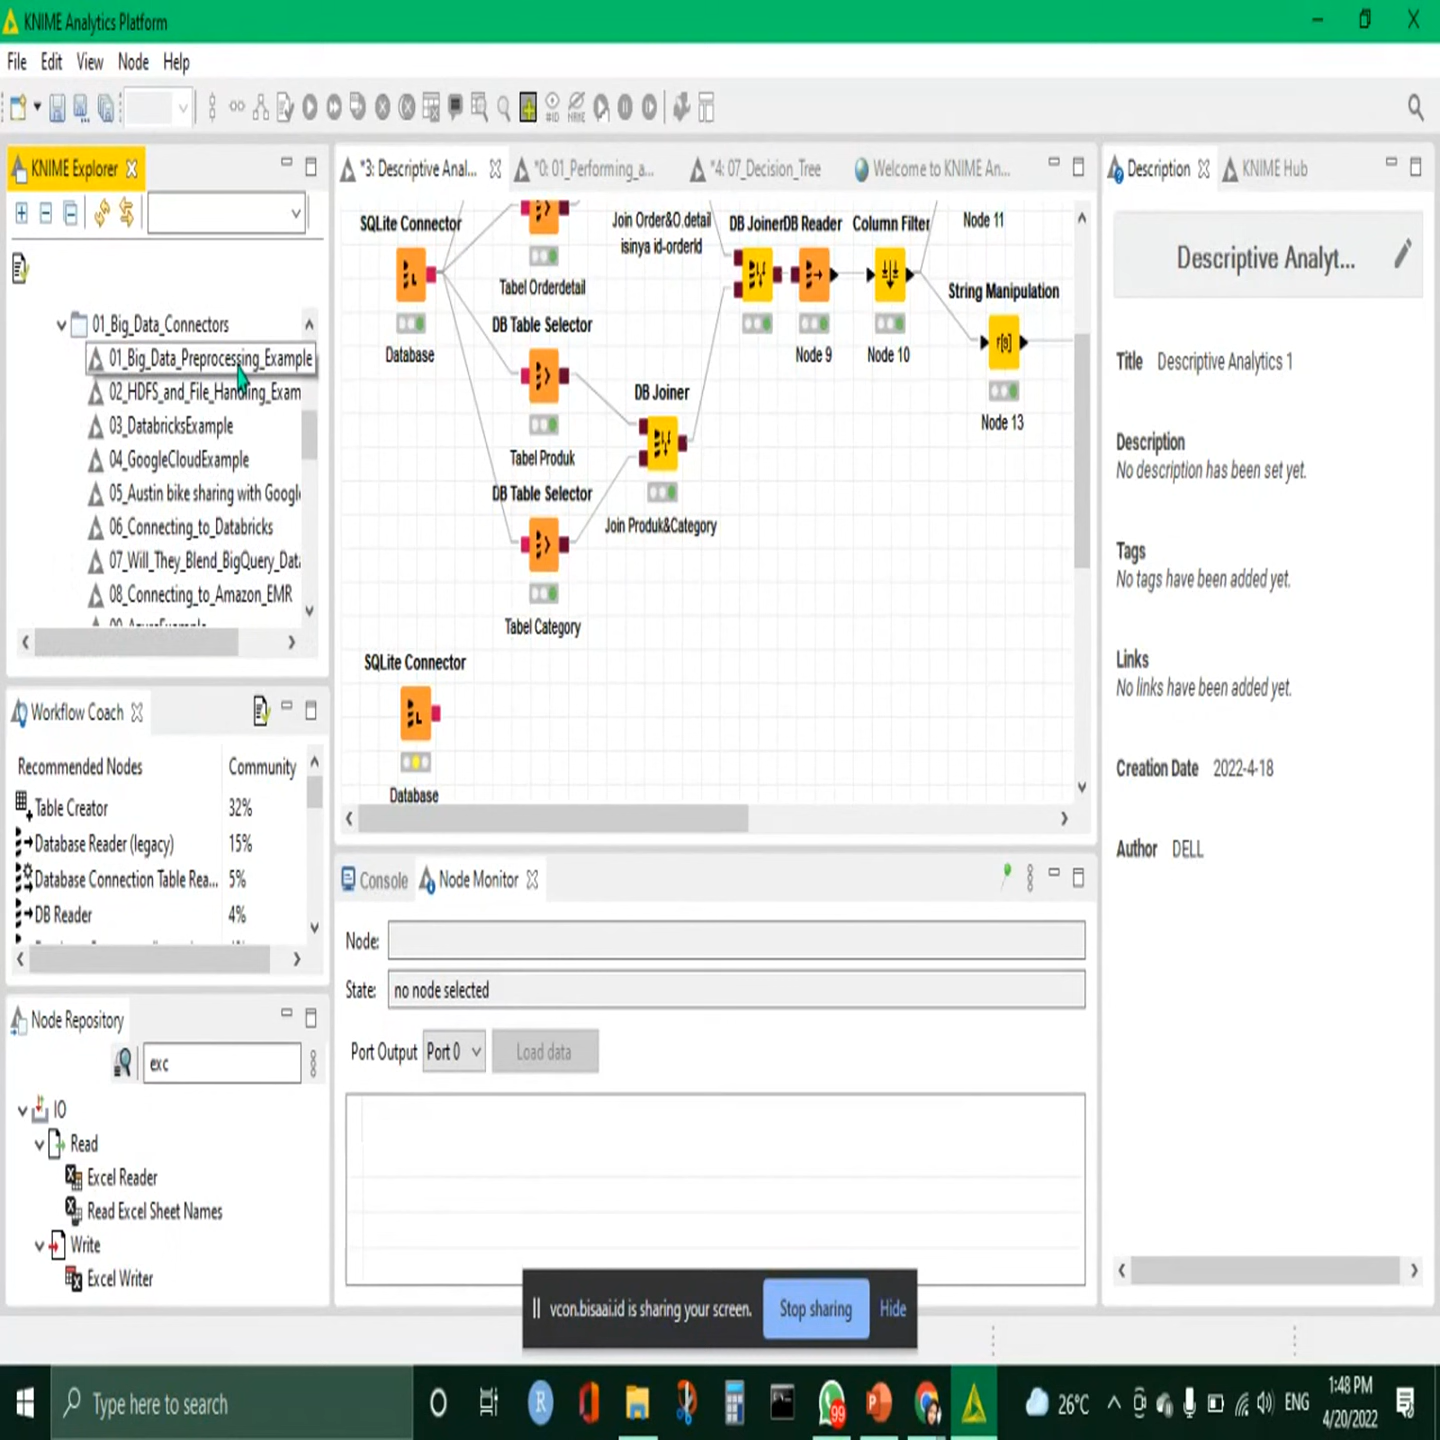 KNIME Analytics Platform
File Edit View Node Help
KNIME Explorer
01_Big_Data_Connectors
01_Big_Data_Preprocessing_Example
02_HDFS_and_File_Handling_Exam
03_DatabricksExample
04_GoogleCloudExample
05_Austin bike sharing with Googl
06_Connecting_to_Databricks
07_Will_They_Blend_BigQuery_Dat
08_Connecting_to_Amazon_EMR
Workflow Coach
Recommended Nodes Community
Table Creator 32%
Database Reader (legacy) 15%
Database Connection Table Rea... 5%
DB Reader 4%
Node Repository
exc
IO
Read
Excel Reader
Read Excel Sheet Names
Write
Excel Writer
*3: Descriptive Anal... *0: 01_Performing_a... *4: 07_Decision_Tree Welcome to KNIME An...
SQLite Connector
Database
Tabel Orderdetail
DB Table Selector
Tabel Produk
DB Table Selector
Tabel Category
Join Order&O.detail
isinya id-orderId
DB Joiner
Join Produk&Category
DB Joiner
DB Reader
Node 9
Column Filter
Node 10
Node 11
String Manipulation
r[s]
Node 13
SQLite Connector
Database
Console Node Monitor
Node:
State: no node selected
Port Output Port 0 Load data
Description KNIME Hub
Descriptive Analyt...
Title Descriptive Analytics 1
Description
No description has been set yet.
Tags
No tags have been added yet.
Links
No links have been added yet.
Creation Date 2022-4-18
Author DELL
vcon.bisaai.id is sharing your screen. Stop sharing Hide
Type here to search
99
26°C
ENG
1:48 PM
4/20/2022